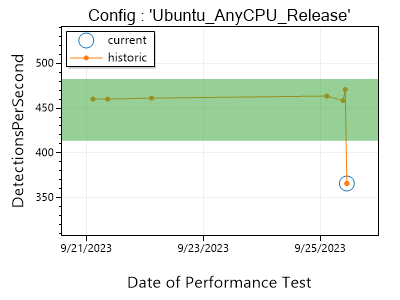 Config : 'Ubuntu_AnyCPU_Release'
current
historic
DetectionsPerSecond
500
450
400
350
9/21/2023
9/23/2023
9/25/2023
Date of Performance Test